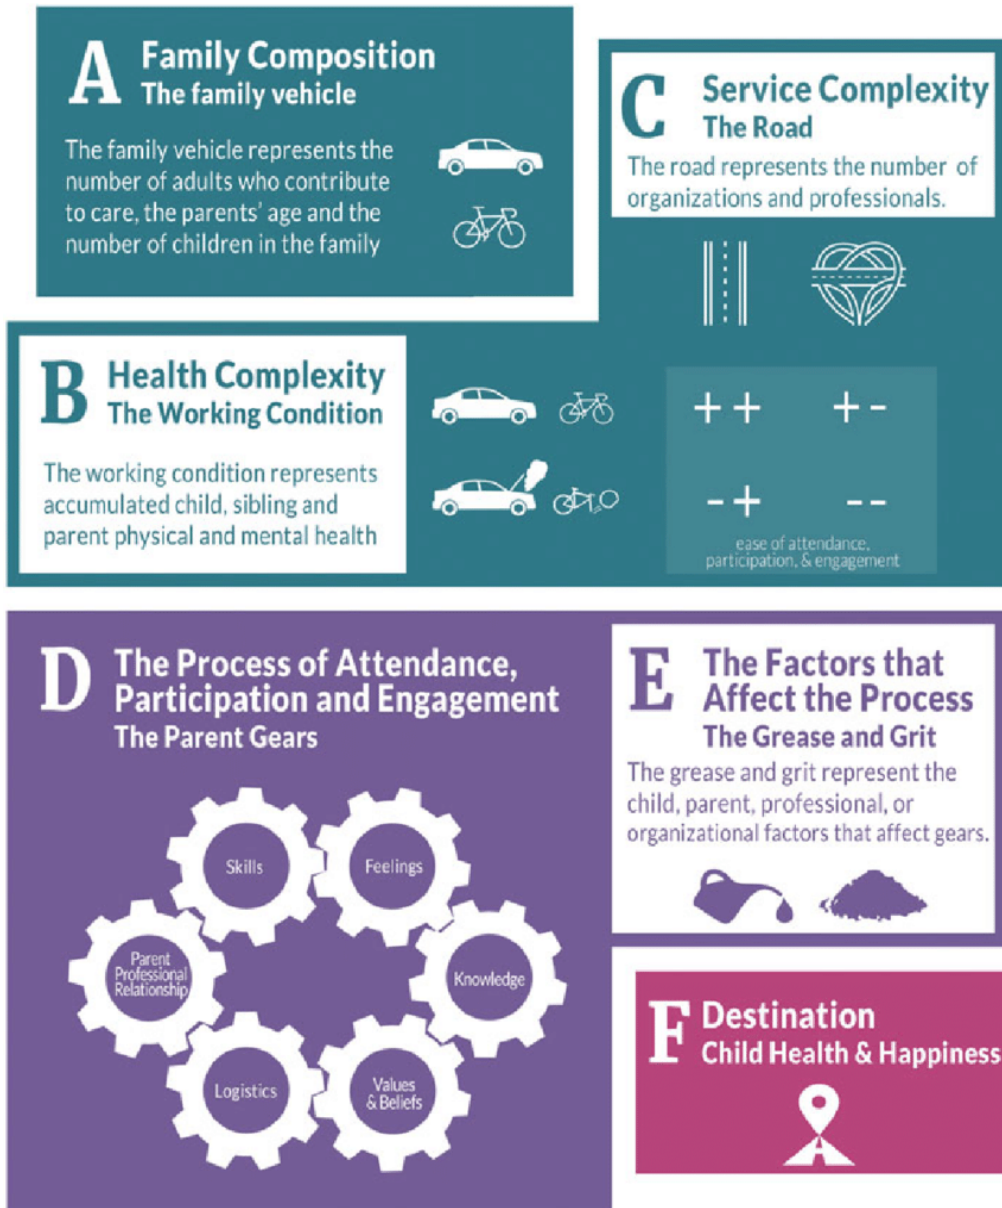 A
Family Composition
The family vehicle
The family vehicle represents the
number of adults who contribute
to care, the parents’ age and the
number of children in the family
C
Service Complexity
The Road
The road represents the number of
organizations and professionals.
B
Health Complexity
The Working Condition
The working condition represents
accumulated child, sibling and
parent physical and mental health
+ + + -
- + - -
ease of attendance,
participation, & engagement
D
The Process of Attendance,
Participation and Engagement
The Parent Gears
Skills
Feelings
Parent
Professional
Relationship
Knowledge
Logistics
Values
& Beliefs
E
The Factors that
Affect the Process
The Grease and Grit
The grease and grit represent the
child, parent, professional, or
organizational factors that affect gears.
F
Destination
Child Health & Happiness